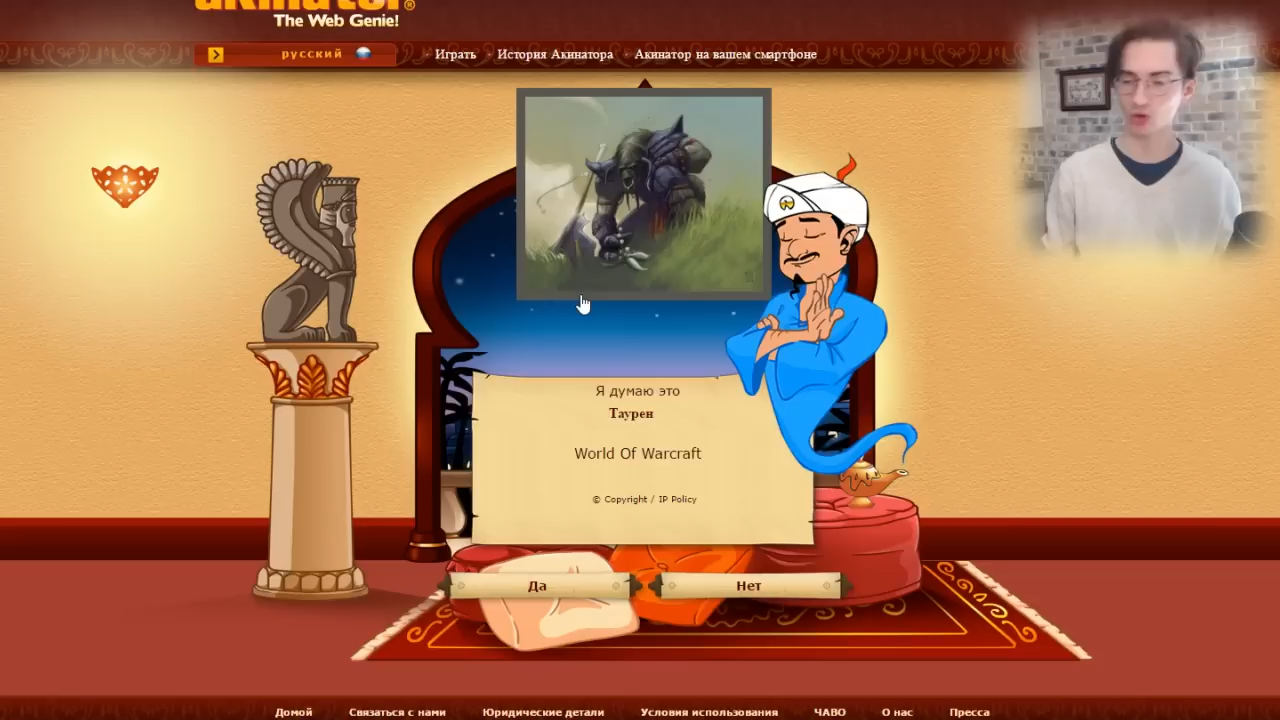 akinator®
The Web Genie!
русский
Играть
История Акинатора
Акинатор на вашем смартфоне
Я думаю это
Таурен
World Of Warcraft
© Copyright / IP Policy
Да
Нет
Домой
Связаться с нами
Юридические детали
Условия использования
ЧАВО
О нас
Пресса